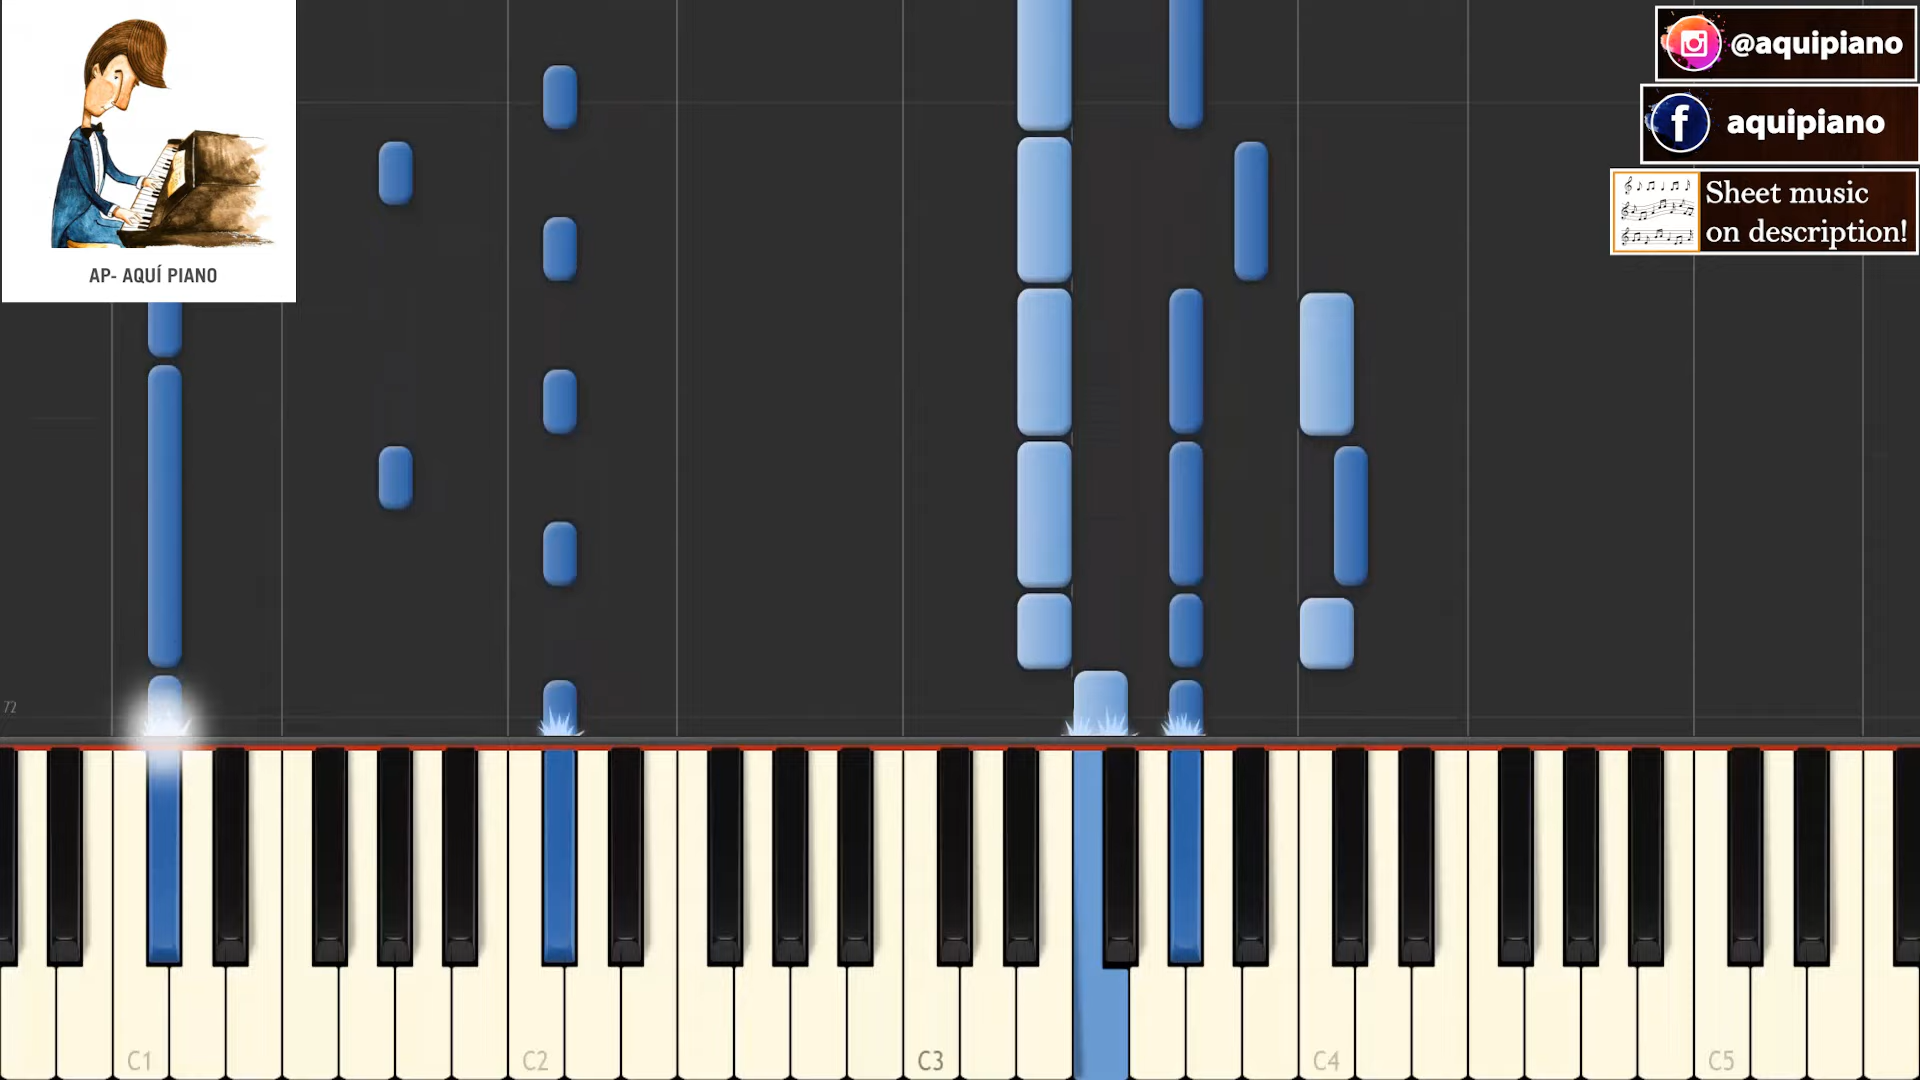 AP- AQUÍ PIANO
@aquipiano
aquipiano
Sheet music
on description!
72
C1
C2
C3
C4
C5